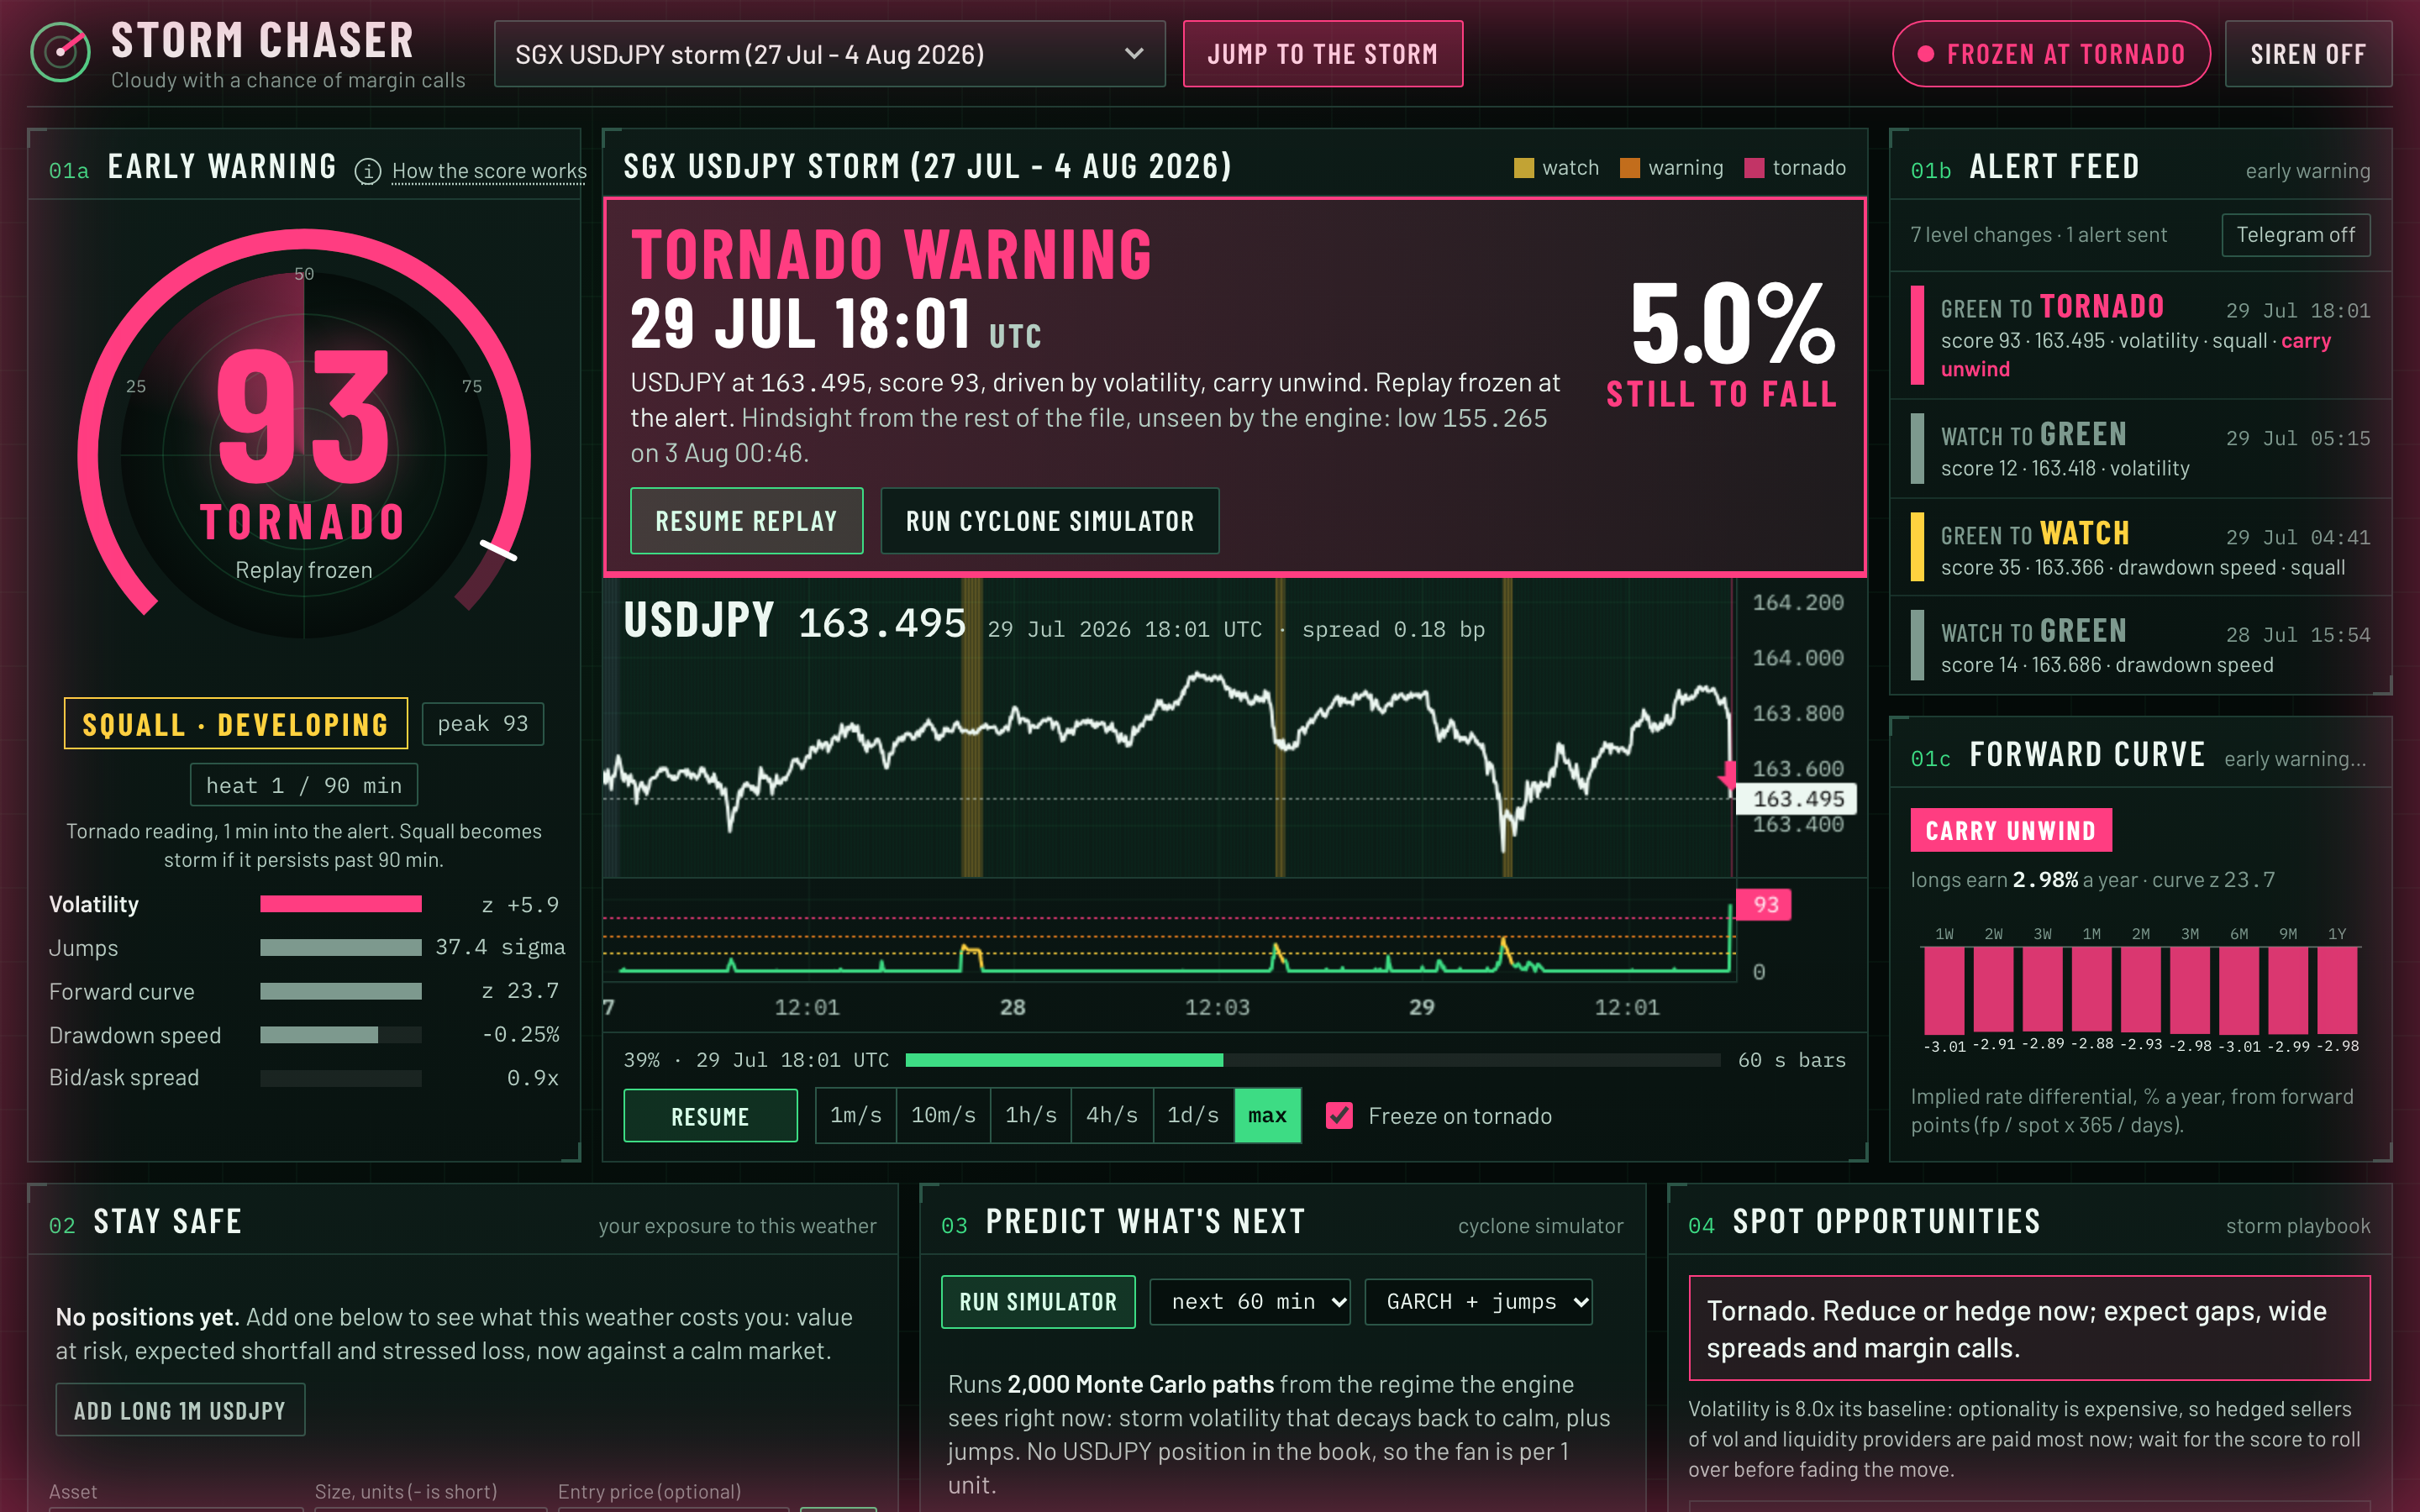 STORM CHASER
Cloudy with a chance of margin calls
SGX USDJPY storm (27 Jul - 4 Aug 2026)
JUMP TO THE STORM
FROZEN AT TORNADO
SIREN OFF
01a EARLY WARNING i How the score works
50
25
75
93
TORNADO
Replay frozen
SQUALL · DEVELOPING
peak 93
heat 1 / 90 min
Tornado reading, 1 min into the alert. Squall becomes
storm if it persists past 90 min.
Volatility z +5.9
Jumps 37.4 sigma
Forward curve z 23.7
Drawdown speed -0.25%
Bid/ask spread 0.9x
SGX USDJPY STORM (27 JUL - 4 AUG 2026)
watch warning tornado
TORNADO WARNING
29 JUL 18:01 UTC
USDJPY at 163.495, score 93, driven by volatility, carry unwind. Replay frozen at
the alert. Hindsight from the rest of the file, unseen by the engine: low 155.265
on 3 Aug 00:46.
5.0%
STILL TO FALL
RESUME REPLAY
RUN CYCLONE SIMULATOR
USDJPY 163.495 29 Jul 2026 18:01 UTC · spread 0.18 bp
164.200
164.000
163.800
163.600
163.495
163.400
93
0
7 12:01 28 12:03 29 12:01
39% · 29 Jul 18:01 UTC
60 s bars
RESUME
1m/s 10m/s 1h/s 4h/s 1d/s max
Freeze on tornado
01b ALERT FEED early warning
7 level changes · 1 alert sent
Telegram off
GREEN TO TORNADO 29 Jul 18:01
score 93 · 163.495 · volatility · squall · carry
unwind
WATCH TO GREEN 29 Jul 05:15
score 12 · 163.418 · volatility
GREEN TO WATCH 29 Jul 04:41
score 35 · 163.366 · drawdown speed · squall
WATCH TO GREEN 28 Jul 15:54
score 14 · 163.686 · drawdown speed
01c FORWARD CURVE early warning...
CARRY UNWIND
longs earn 2.98% a year · curve z 23.7
1W 2W 3W 1M 2M 3M 6M 9M 1Y
-3.01 -2.91 -2.89 -2.88 -2.93 -2.98 -3.01 -2.99 -2.98
Implied rate differential, % a year, from forward
points (fp / spot x 365 / days).
02 STAY SAFE your exposure to this weather
No positions yet. Add one below to see what this weather costs you: value
at risk, expected shortfall and stressed loss, now against a calm market.
ADD LONG 1M USDJPY
Asset
Size, units (- is short)
Entry price (optional)
03 PREDICT WHAT'S NEXT cyclone simulator
RUN SIMULATOR
next 60 min
GARCH + jumps
Runs 2,000 Monte Carlo paths from the regime the engine
sees right now: storm volatility that decays back to calm, plus
jumps. No USDJPY position in the book, so the fan is per 1
unit.
04 SPOT OPPORTUNITIES storm playbook
Tornado. Reduce or hedge now; expect gaps, wide
spreads and margin calls.
Volatility is 8.0x its baseline: optionality is expensive, so hedged sellers
of vol and liquidity providers are paid most now; wait for the score to roll
over before fading the move.